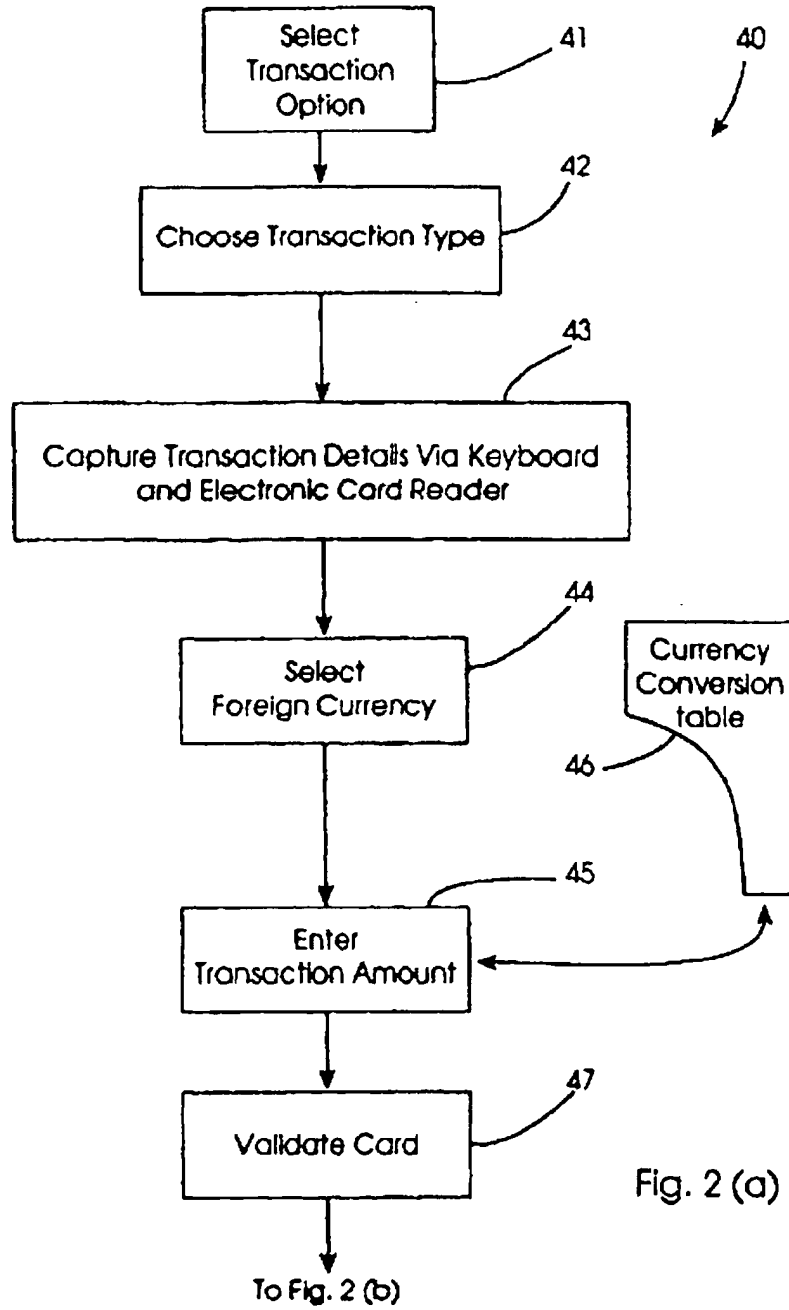 Select
Transaction
Option
41
40
Choose Transaction Type
42
43
Capture Transaction Details Via Keyboard
and Electronic Card Reader
44
Select
Foreign Currency
Currency
Conversion
table
46
45
Enter
Transaction Amount
47
Validate Card
Fig. 2 (a)
To Fig. 2 (b)